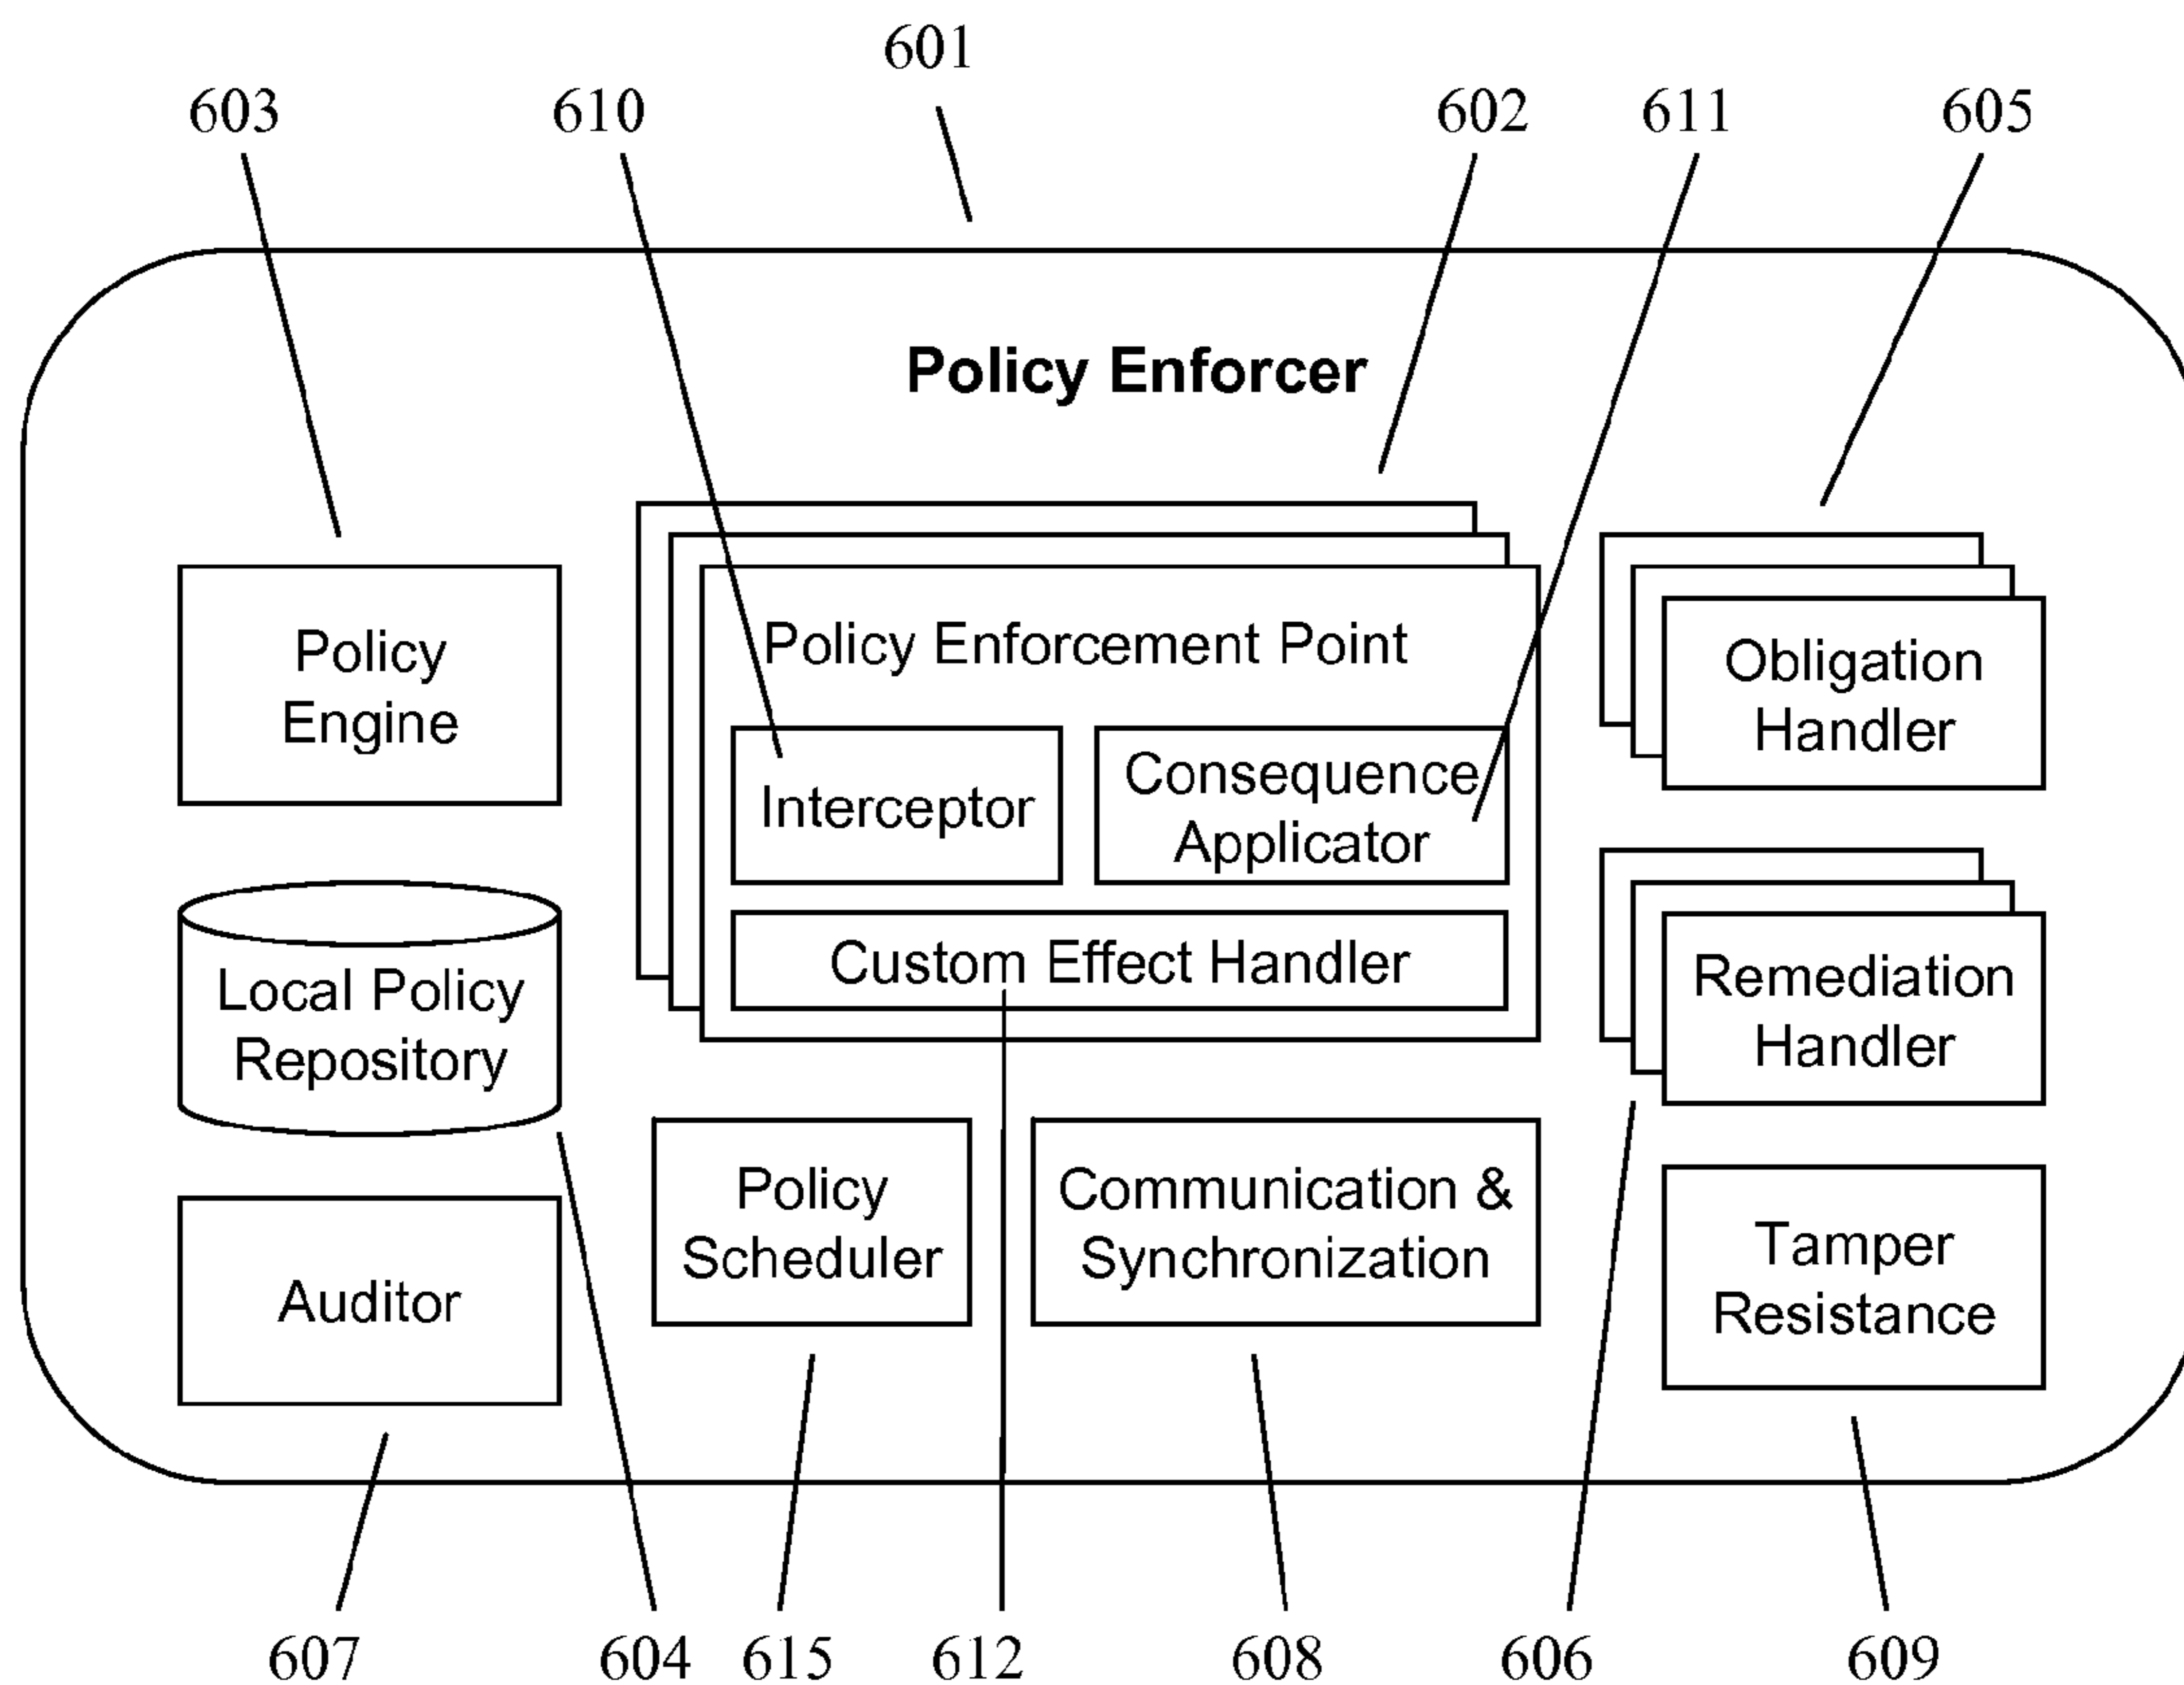 601
603
610
602
611
605
Policy Enforcer
Policy
Engine
Policy Enforcement Point
Interceptor
Consequence
Applicator
Custom Effect Handler
Obligation
Handler
Local Policy
Repository
Remediation
Handler
Auditor
Policy
Scheduler
Communication &
Synchronization
Tamper
Resistance
607
604
615
612
608
606
609